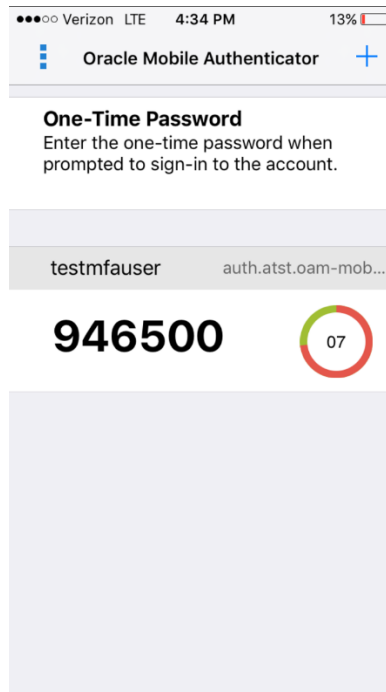 Verizon LTE 4:34 PM 13%
Oracle Mobile Authenticator +
One-Time Password
Enter the one-time password when
prompted to sign-in to the account.
testmfauser auth.atst.oam-mob...
946500 07